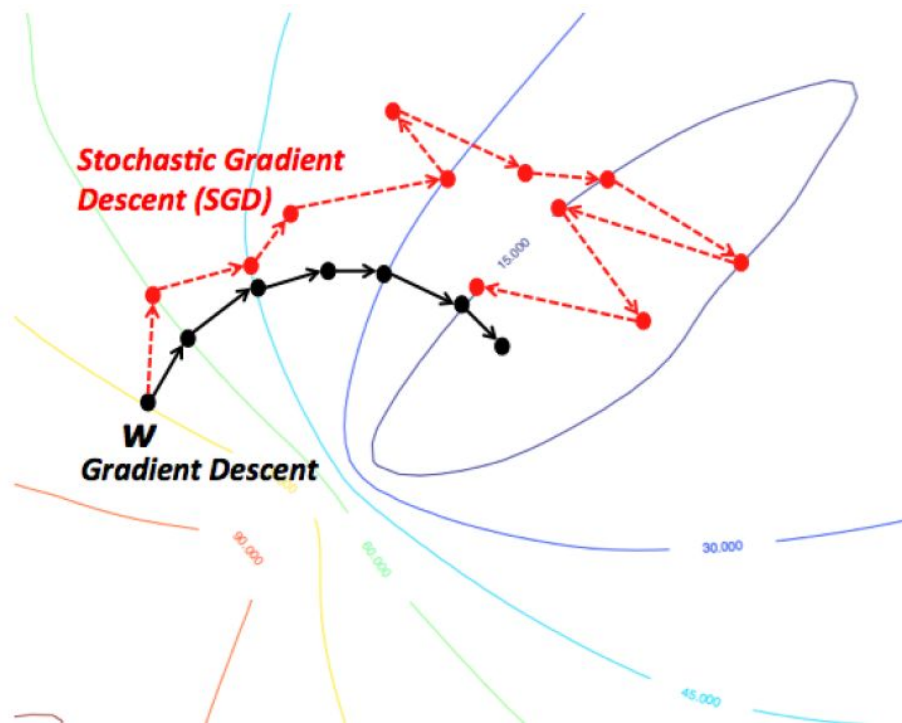 Stochastic Gradient
Descent (SGD)
15.000
W
Gradient Descent
90.000
60.000
30.000
45.000